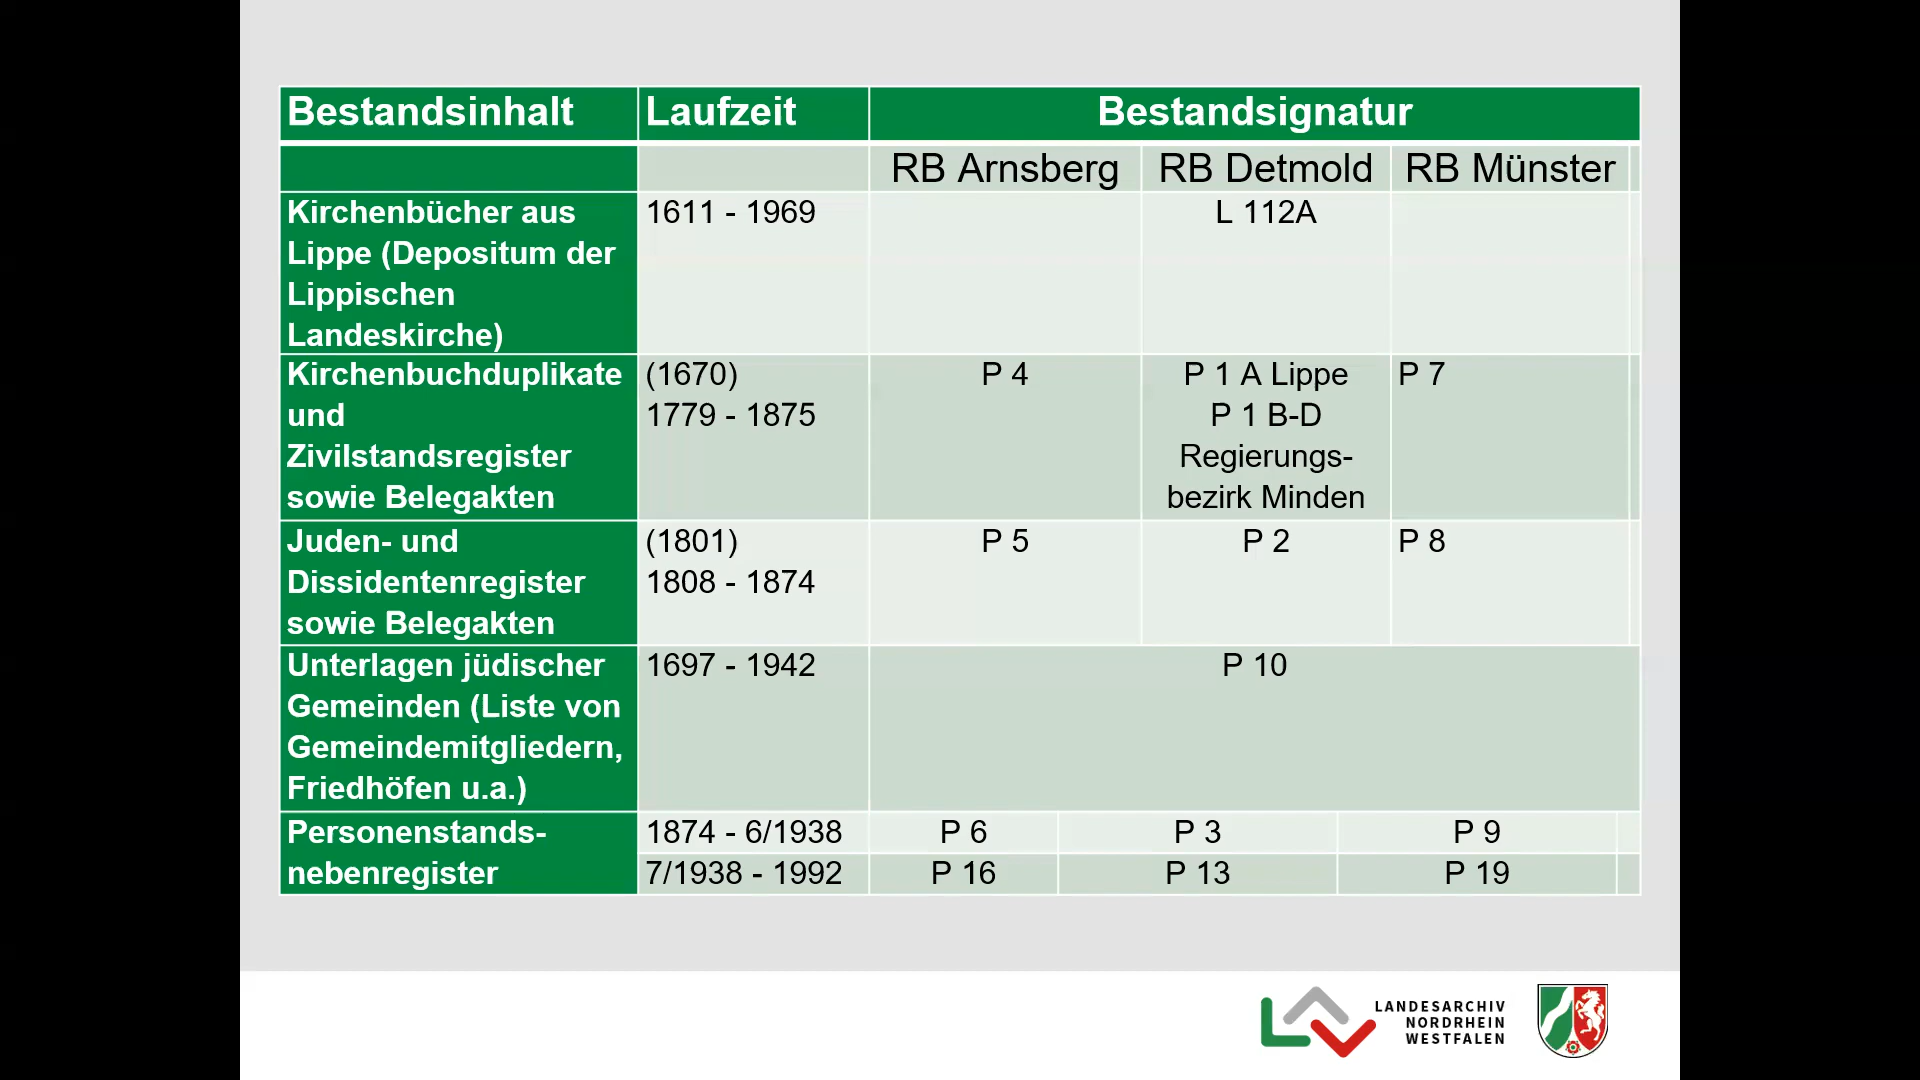 Bestandsinhalt Laufzeit Bestandsignatur
RB Arnsberg RB Detmold RB Münster
Kirchenbücher aus 1611 - 1969 L 112A
Lippe (Depositum der
Lippischen
Landeskirche)
Kirchenbuchduplikate (1670) P 4 P 1 A Lippe P 7
und 1779 - 1875 P 1 B-D
Zivilstandsregister Regierungs-
sowie Belegakten bezirk Minden
Juden- und (1801) P 5 P 2 P 8
Dissidentenregister 1808 - 1874
sowie Belegakten
Unterlagen jüdischer 1697 - 1942 P 10
Gemeinden (Liste von
Gemeindemitgliedern,
Friedhöfen u.a.)
Personenstands- 1874 - 6/1938 P 6 P 3 P 9
nebenregister 7/1938 - 1992 P 16 P 13 P 19
LANDESARCHIV
NORDRHEIN
WESTFALEN